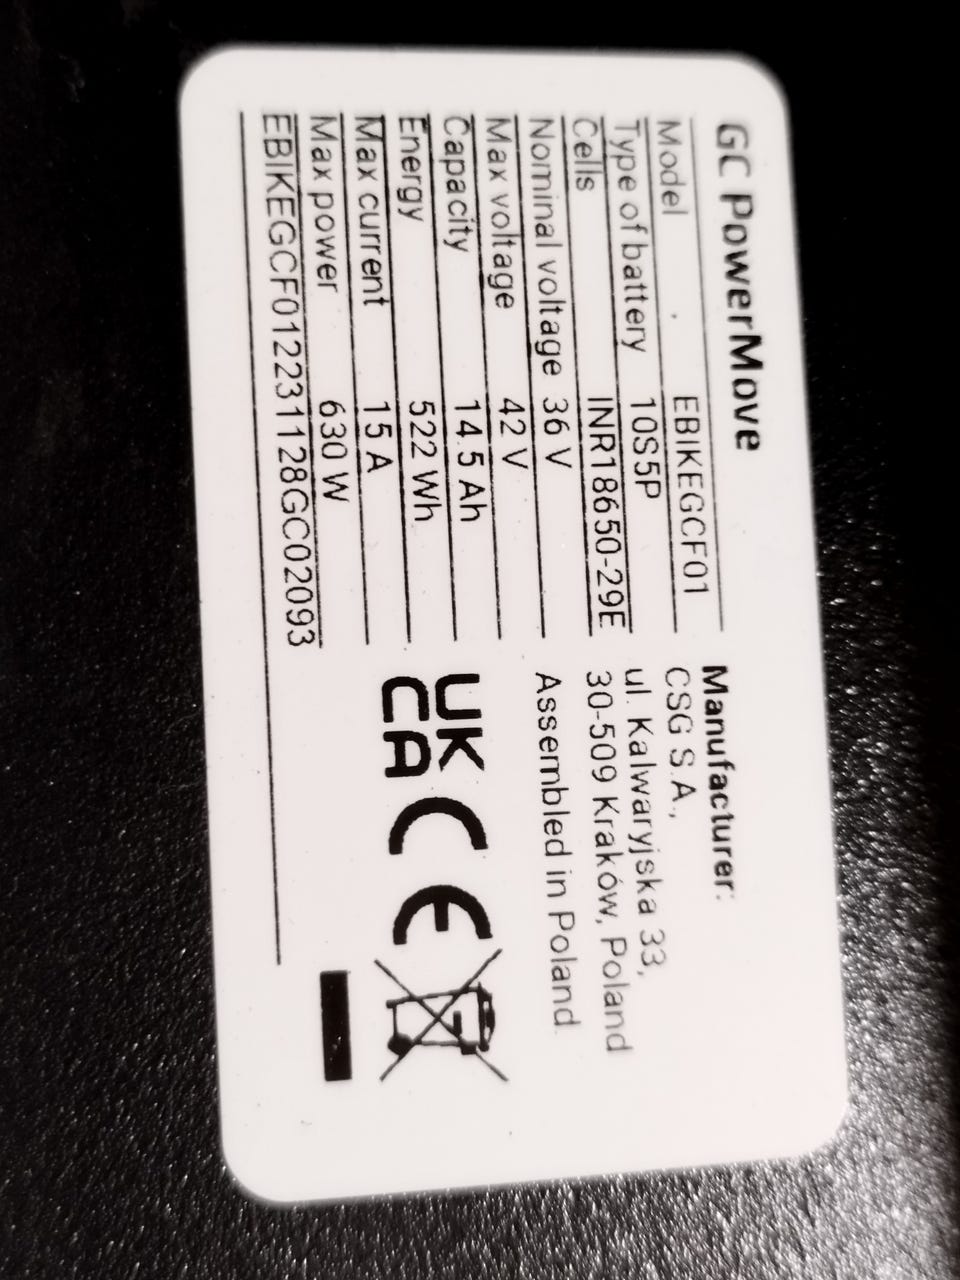 GC PowerMove
Model EBIKEGCF01
Type of battery 10S5P
Cells INR18650-29E
Nominal voltage 36 V
Max voltage 42 V
Capacity 14.5 Ah
Energy 522 Wh
Max current 15 A
Max power 630 W
EBIKEGCF012231128GC02093
Manufacturer:
CSG S.A.,
ul. Kalwaryjska 33,
30-509 Kraków, Poland
Assembled in Poland.
UK
CA
CE